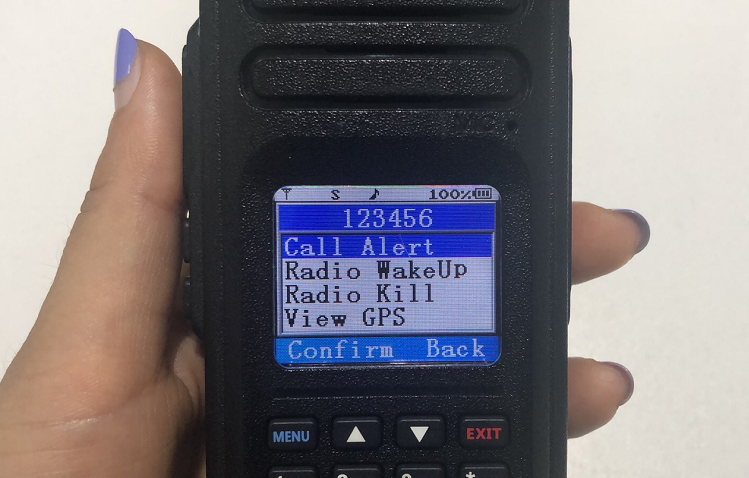 S 100%
123456
Call Alert
Radio WakeUp
Radio Kill
View GPS
Confirm Back
MENU EXIT